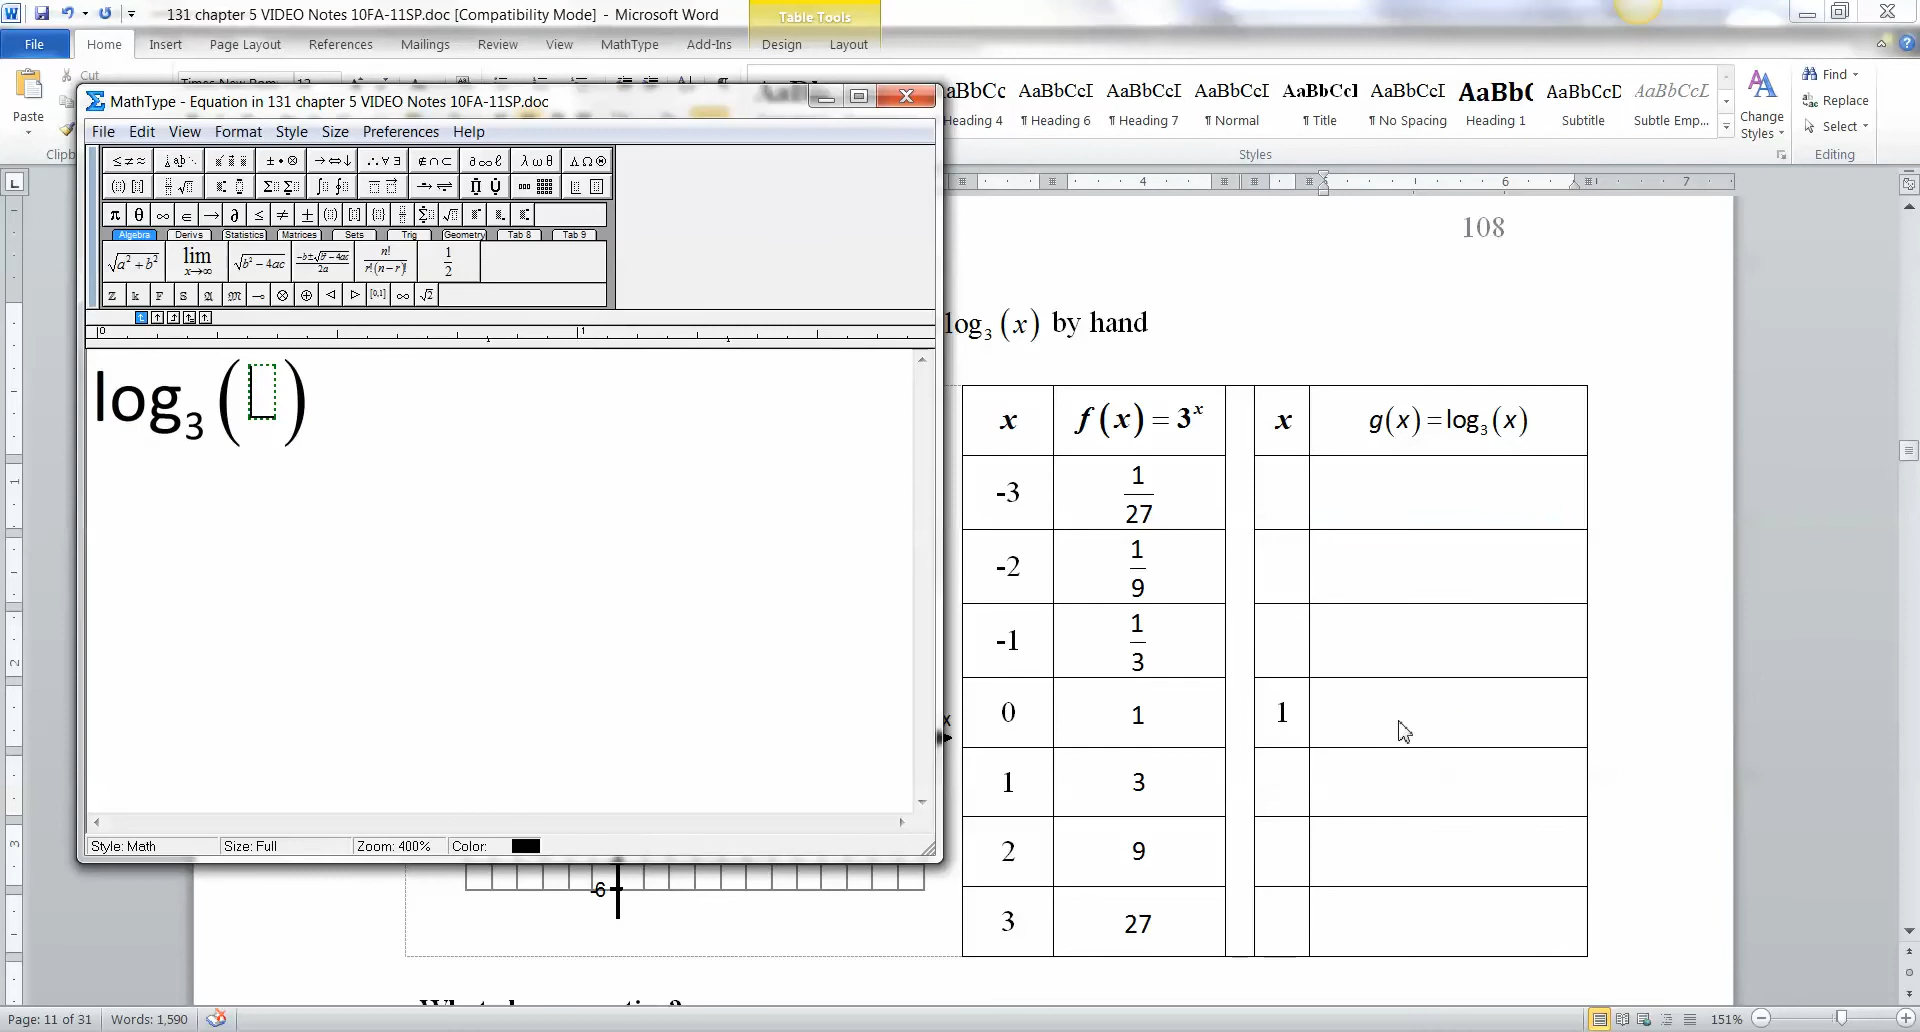 131 chapter 5 VIDEO Notes 10FA-11SP.doc [Compatibility Mode] - Microsoft Word
Table Tools
File Home Insert Page Layout References Mailings Review View MathType Add-Ins Design Layout
Cut
Paste
MathType - Equation in 131 chapter 5 VIDEO Notes 10FA-11SP.doc
File Edit View Format Style Size Preferences Help
AaBbCc AaBbCcI AaBbCcI AaBbCcI AaBbCcI AaBbCcI AaBb( AaBbCcD AaBbCcL
Heading 4 ¶ Heading 6 ¶ Heading 7 ¶ Normal ¶ Title ¶ No Spacing Heading 1 Subtitle Subtle Emp...
Change Styles
Find
Replace
Select
Styles
Editing
Algebra Derivs Statistics Matrices Sets Trig Geometry Tab 8 Tab 9
log₃( )
108
log₃(x) by hand
x f(x) = 3ˣ x g(x) = log₃(x)
-3 1/27
-2 1/9
-1 1/3
0 1 1
1 3
2 9
3 27
x
-6
Style: Math Size: Full Zoom: 400% Color:
Page: 11 of 31 Words: 1,590 151%